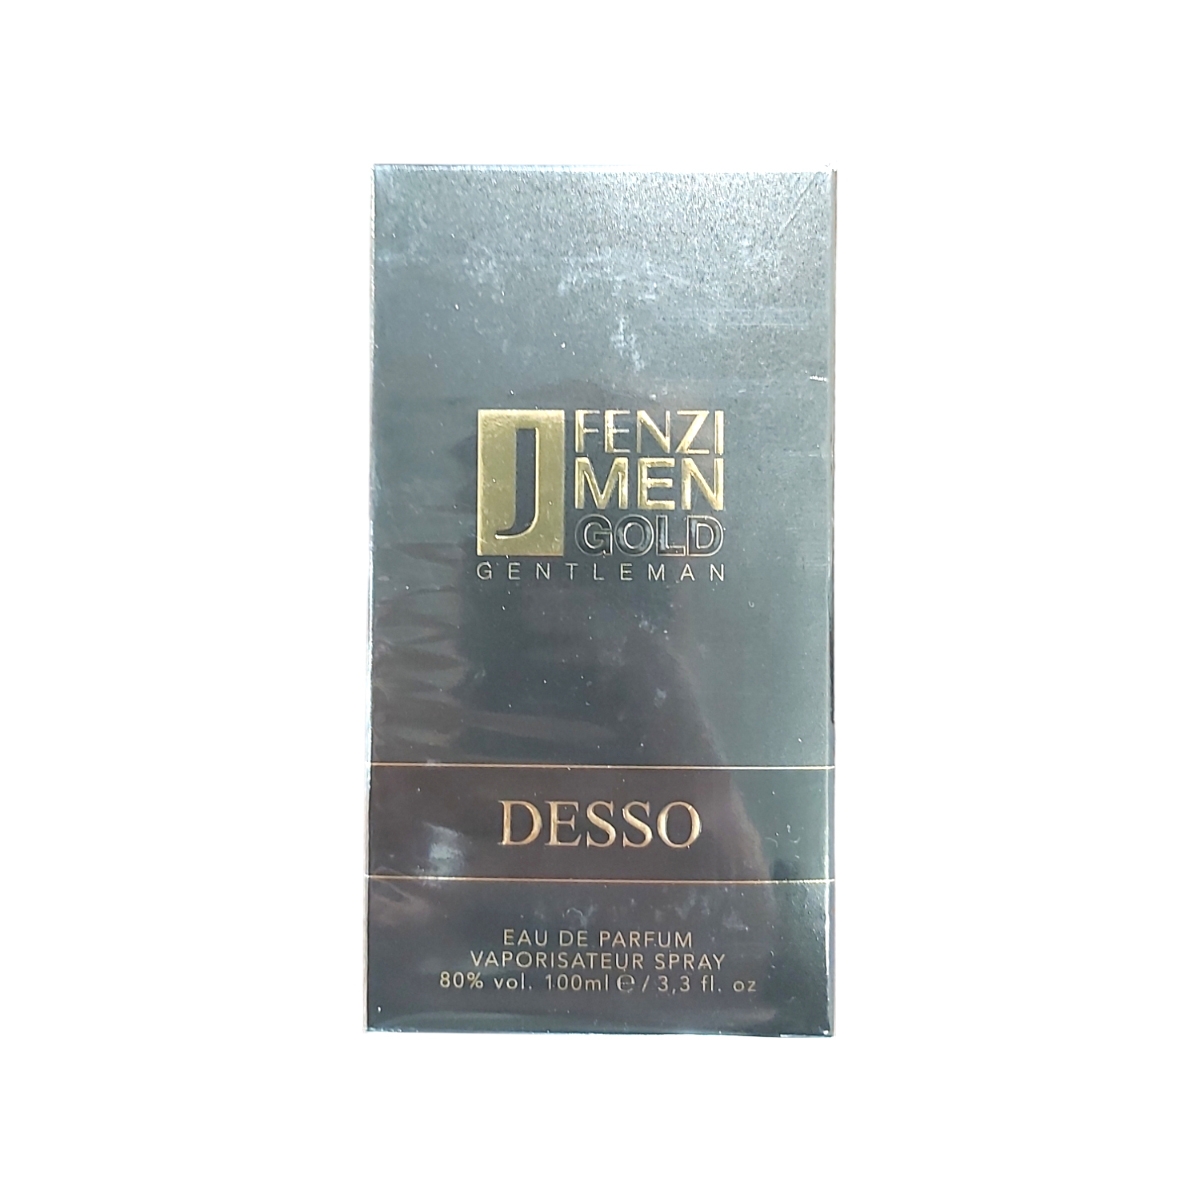 J
FENZI
MEN
GOLD
GENTLEMAN
DESSO
EAU DE PARFUM
VAPORISATEUR SPRAY
80% vol. 100ml ℮ / 3,3 fl. oz